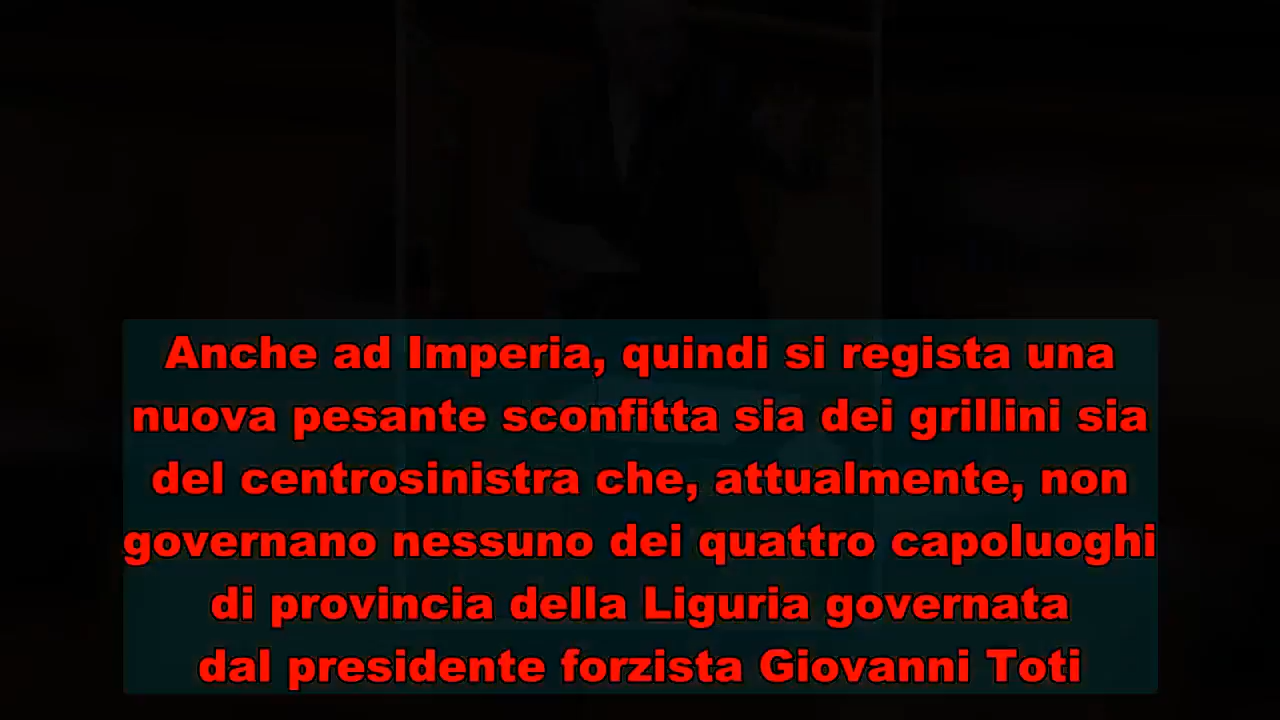 Anche ad Imperia, quindi si regista una
nuova pesante sconfitta sia dei grillini sia
del centrosinistra che, attualmente, non
governano nessuno dei quattro capoluoghi
di provincia della Liguria governata
dal presidente forzista Giovanni Toti